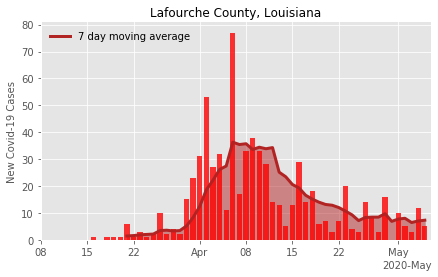 Lafourche County, Louisiana
7 day moving average
New Covid-19 Cases
80
70
60
50
40
30
20
10
0
08 15 22 Apr 08 15 22 May
2020-May